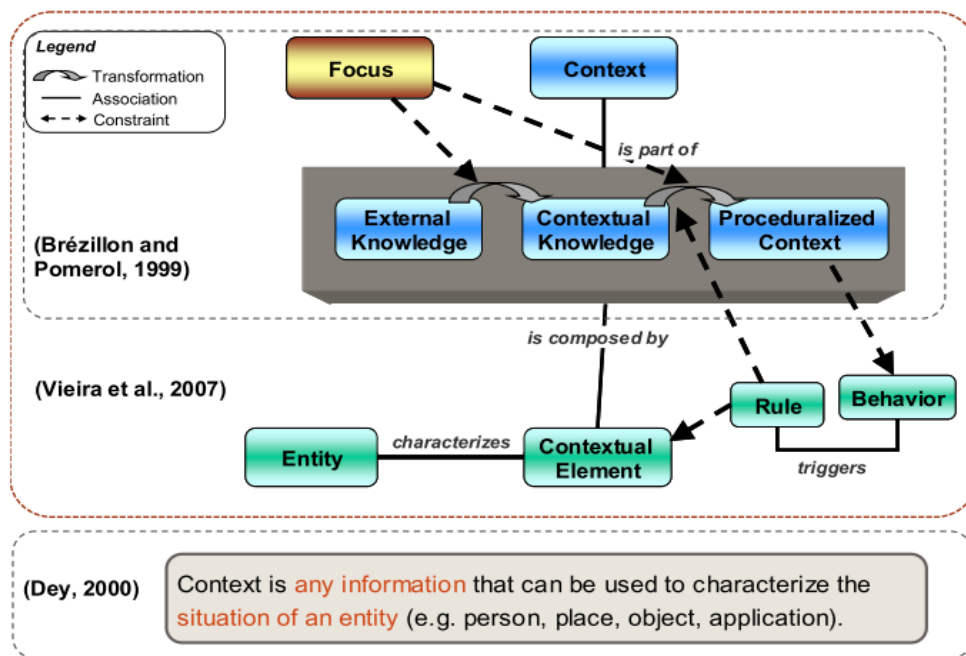 Legend
Transformation
Association
Constraint
Focus
Context
is part of
External
Knowledge
Contextual
Knowledge
Proceduralized
Context
(Brézillon and
Pomerol, 1999)
is composed by
(Vieira et al., 2007)
Rule
Behavior
triggers
Entity
characterizes
Contextual
Element
(Dey, 2000)
Context is any information that can be used to characterize the
situation of an entity (e.g. person, place, object, application).